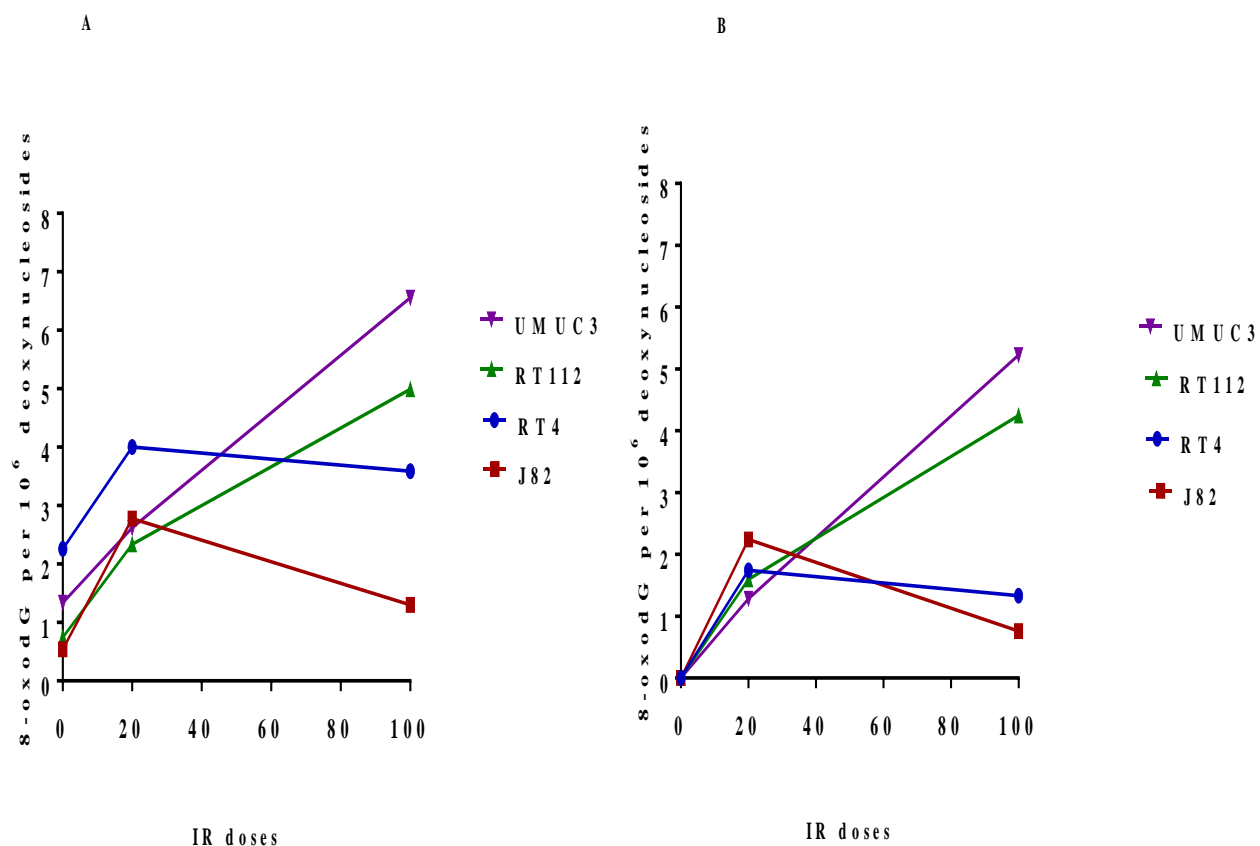 A
8-oxodG per 10⁶ deoxynucleosides
8
7
6
5
4
3
2
1
0
0 20 40 60 80 100
IR doses
UMUC3
RT112
RT4
J82
B
8-oxodG per 10⁶ deoxynucleosides
8
7
6
5
4
3
2
1
0
0 20 40 60 80 100
IR doses
UMUC3
RT112
RT4
J82